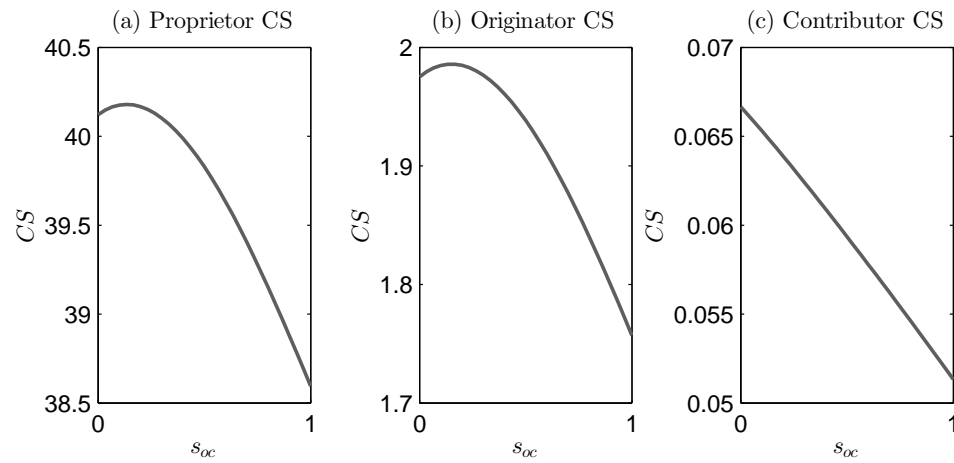 (a) Proprietor CS
(b) Originator CS
(c) Contributor CS
40.5
40
39.5
39
38.5
CS
0
1
s_oc
2
1.9
1.8
1.7
CS
0
1
s_oc
0.07
0.065
0.06
0.055
0.05
CS
0
1
s_oc